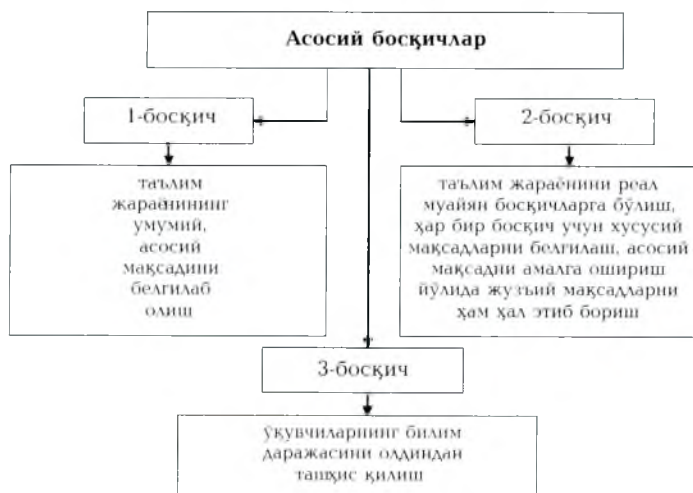 Асосий босқичлар
1-босқич
2-босқич
таълим
жараёнининг
умумий,
асосий
мақсадини
белгилаб
олиш
таълим жараёнини реал
муайян босқичларга бўлиш,
ҳар бир босқич учун хусусий
мақсадларни белгилаш, асосий
мақсадни амалга ошириш
йўлида жузъий мақсадларни
ҳам ҳал этиб бориш
3-босқич
ўқувчиларнинг билим
даражасини олдиндан
ташҳис қилиш